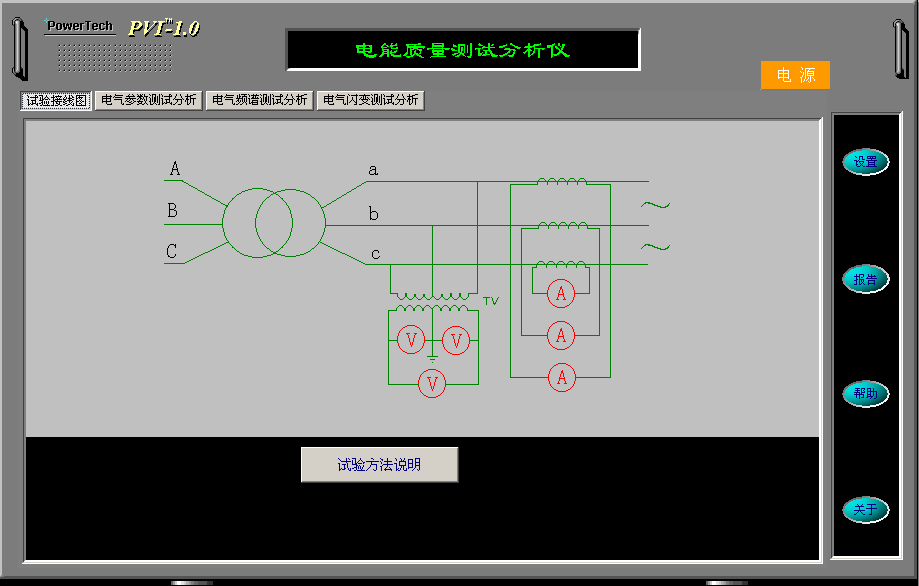 PowerTech
PVI™-1.0
电能质量测试分析仪
电 源
试验接线图
电气参数测试分析
电气频谱测试分析
电气闪变测试分析
A
a
B
b
C
c
TV
V
V
V
A
A
A
设置
报告
帮助
关于
试验方法说明